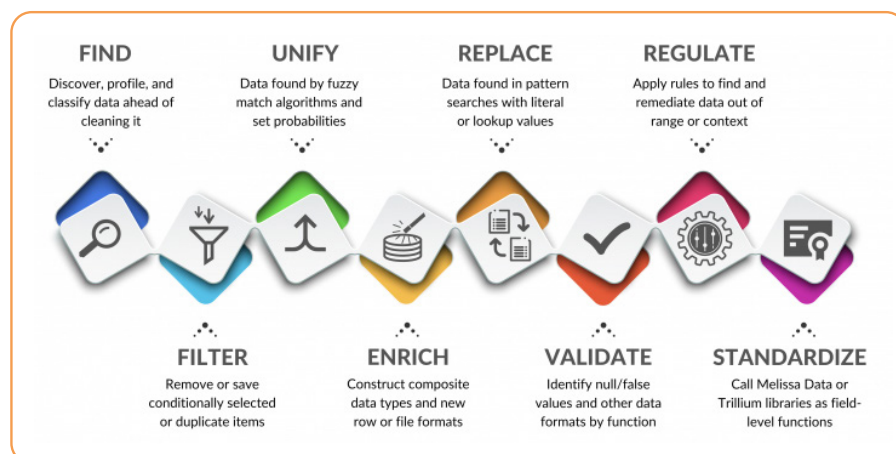 FIND
Discover, profile, and
classify data ahead of
cleaning it
UNIFY
Data found by fuzzy
match algorithms and
set probabilities
REPLACE
Data found in pattern
searches with literal
or lookup values
REGULATE
Apply rules to find and
remediate data out of
range or context
FILTER
Remove or save
conditionally selected
or duplicate items
ENRICH
Construct composite
data types and new
row or file formats
VALIDATE
Identify null/false
values and other data
formats by function
STANDARDIZE
Call Melissa Data or
Trillium libraries as field-
level functions